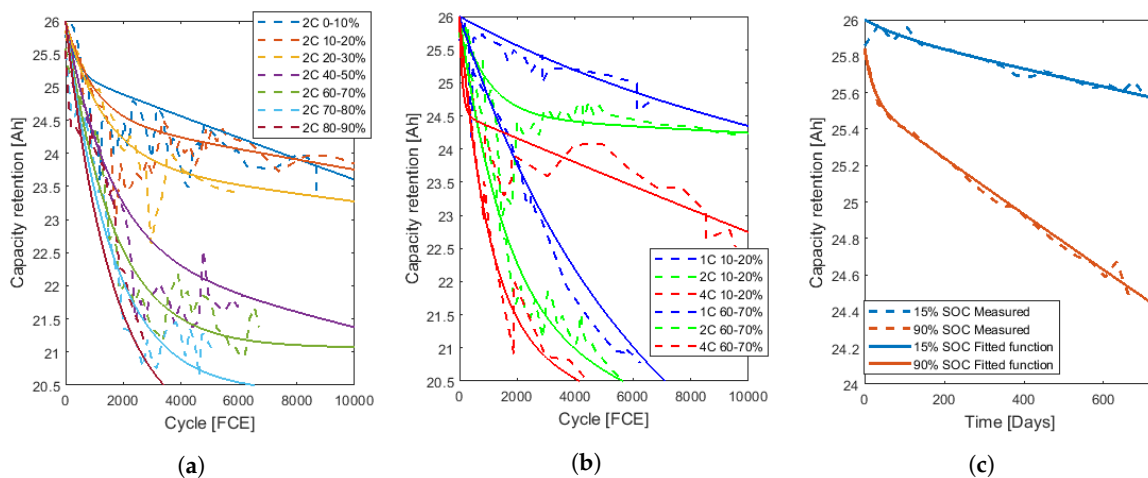 26
25.5
25
24.5
24
23.5
23
22.5
22
21.5
21
20.5
Capacity retention [Ah]
0 2000 4000 6000 8000 10000
Cycle [FCE]
2C 0-10%
2C 10-20%
2C 20-30%
2C 40-50%
2C 60-70%
2C 70-80%
2C 80-90%
(a)
26
25.5
25
24.5
24
23.5
23
22.5
22
21.5
21
20.5
Capacity retention [Ah]
0 2000 4000 6000 8000 10000
Cycle [FCE]
1C 10-20%
2C 10-20%
4C 10-20%
1C 60-70%
2C 60-70%
4C 60-70%
(b)
26
25.8
25.6
25.4
25.2
25
24.8
24.6
24.4
24.2
24
Capacity retention [Ah]
0 200 400 600
Time [Days]
15% SOC Measured
90% SOC Measured
15% SOC Fitted function
90% SOC Fitted function
(c)